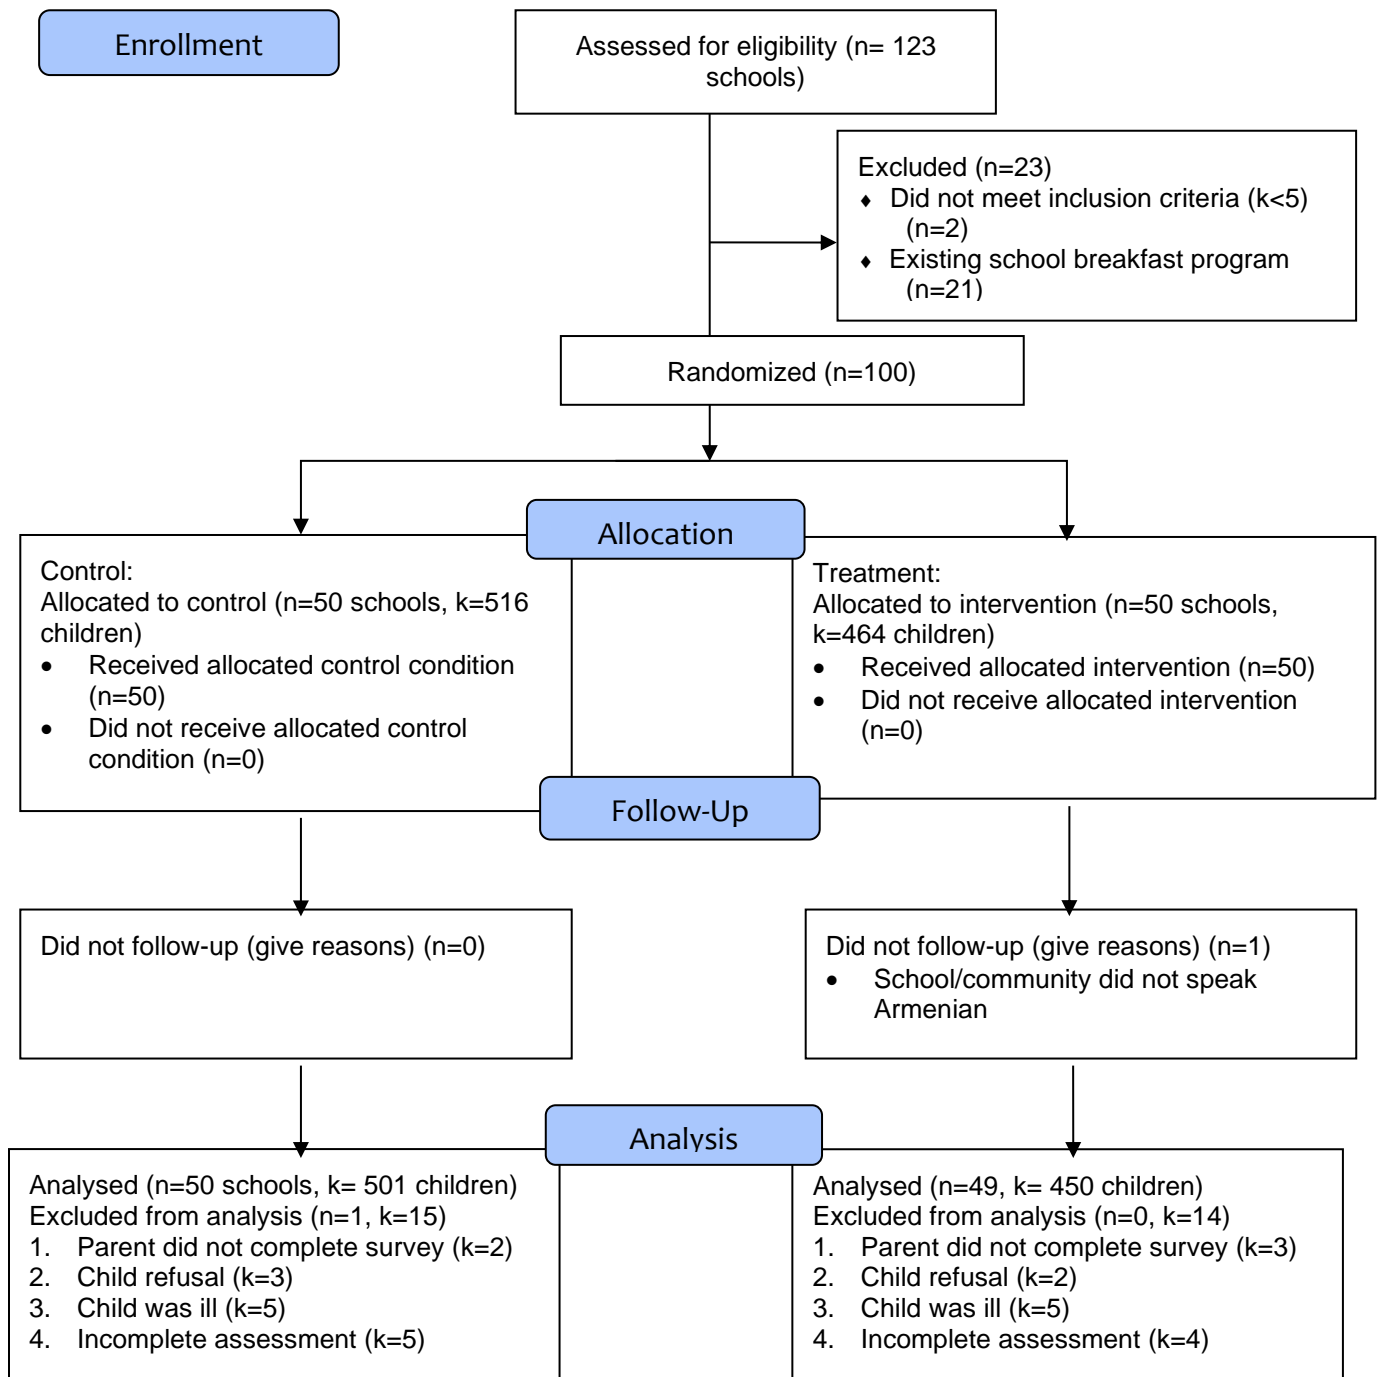 Enrollment
Assessed for eligibility (n= 123
schools)
Excluded (n=23)
♦ Did not meet inclusion criteria (k<5)
(n=2)
♦ Existing school breakfast program
(n=21)
Randomized (n=100)
Allocation
Control:
Allocated to control (n=50 schools, k=516
children)
• Received allocated control condition
(n=50)
• Did not receive allocated control
condition (n=0)
Treatment:
Allocated to intervention (n=50 schools,
k=464 children)
• Received allocated intervention (n=50)
• Did not receive allocated intervention
(n=0)
Follow-Up
Did not follow-up (give reasons) (n=0)
Did not follow-up (give reasons) (n=1)
• School/community did not speak
Armenian
Analysis
Analysed (n=50 schools, k= 501 children)
Excluded from analysis (n=1, k=15)
1. Parent did not complete survey (k=2)
2. Child refusal (k=3)
3. Child was ill (k=5)
4. Incomplete assessment (k=5)
Analysed (n=49, k= 450 children)
Excluded from analysis (n=0, k=14)
1. Parent did not complete survey (k=3)
2. Child refusal (k=2)
3. Child was ill (k=5)
4. Incomplete assessment (k=4)